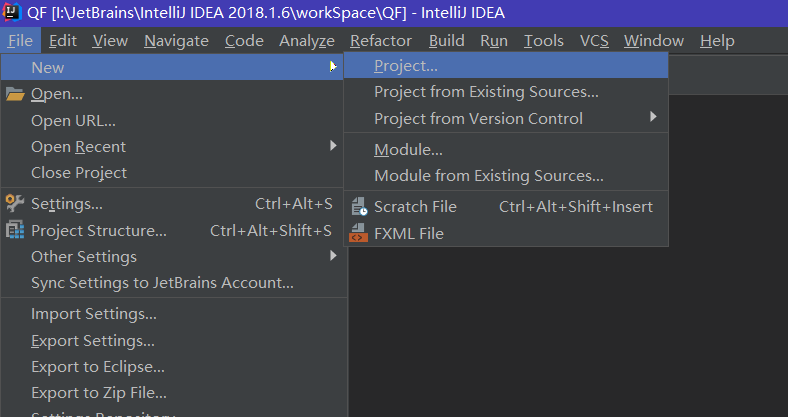 QF [I:\JetBrains\IntelliJ IDEA 2018.1.6\workSpace\QF] - IntelliJ IDEA
File Edit View Navigate Code Analyze Refactor Build Run Tools VCS Window Help
New
Open...
Open URL...
Open Recent
Close Project
Settings... Ctrl+Alt+S
Project Structure... Ctrl+Alt+Shift+S
Other Settings
Sync Settings to JetBrains Account...
Import Settings...
Export Settings...
Export to Eclipse...
Export to Zip File...
Settings Repository
Project...
Project from Existing Sources...
Project from Version Control
Module...
Module from Existing Sources...
Scratch File Ctrl+Alt+Shift+Insert
FXML File